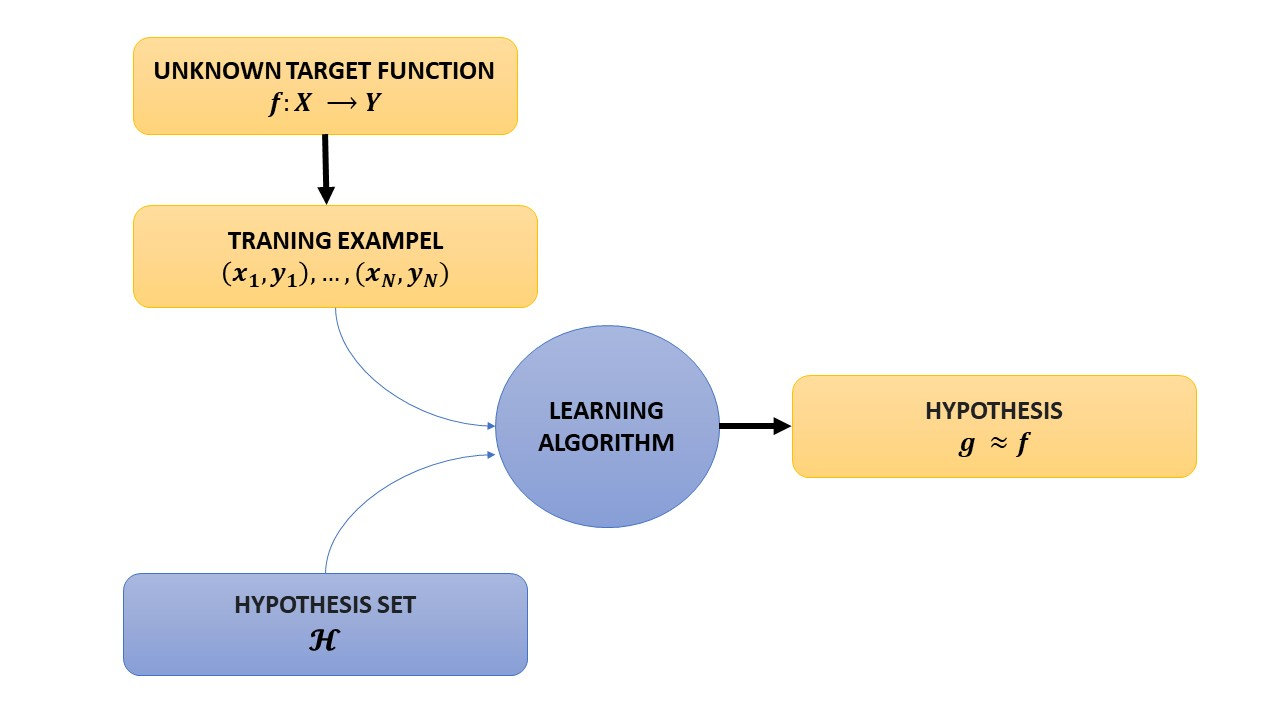 UNKNOWN TARGET FUNCTION
f: X ⟶ Y
TRANING EXAMPEL
(x₁, y₁), … , (x_N, y_N)
LEARNING
ALGORITHM
HYPOTHESIS
g ≈ f
HYPOTHESIS SET
ℋ